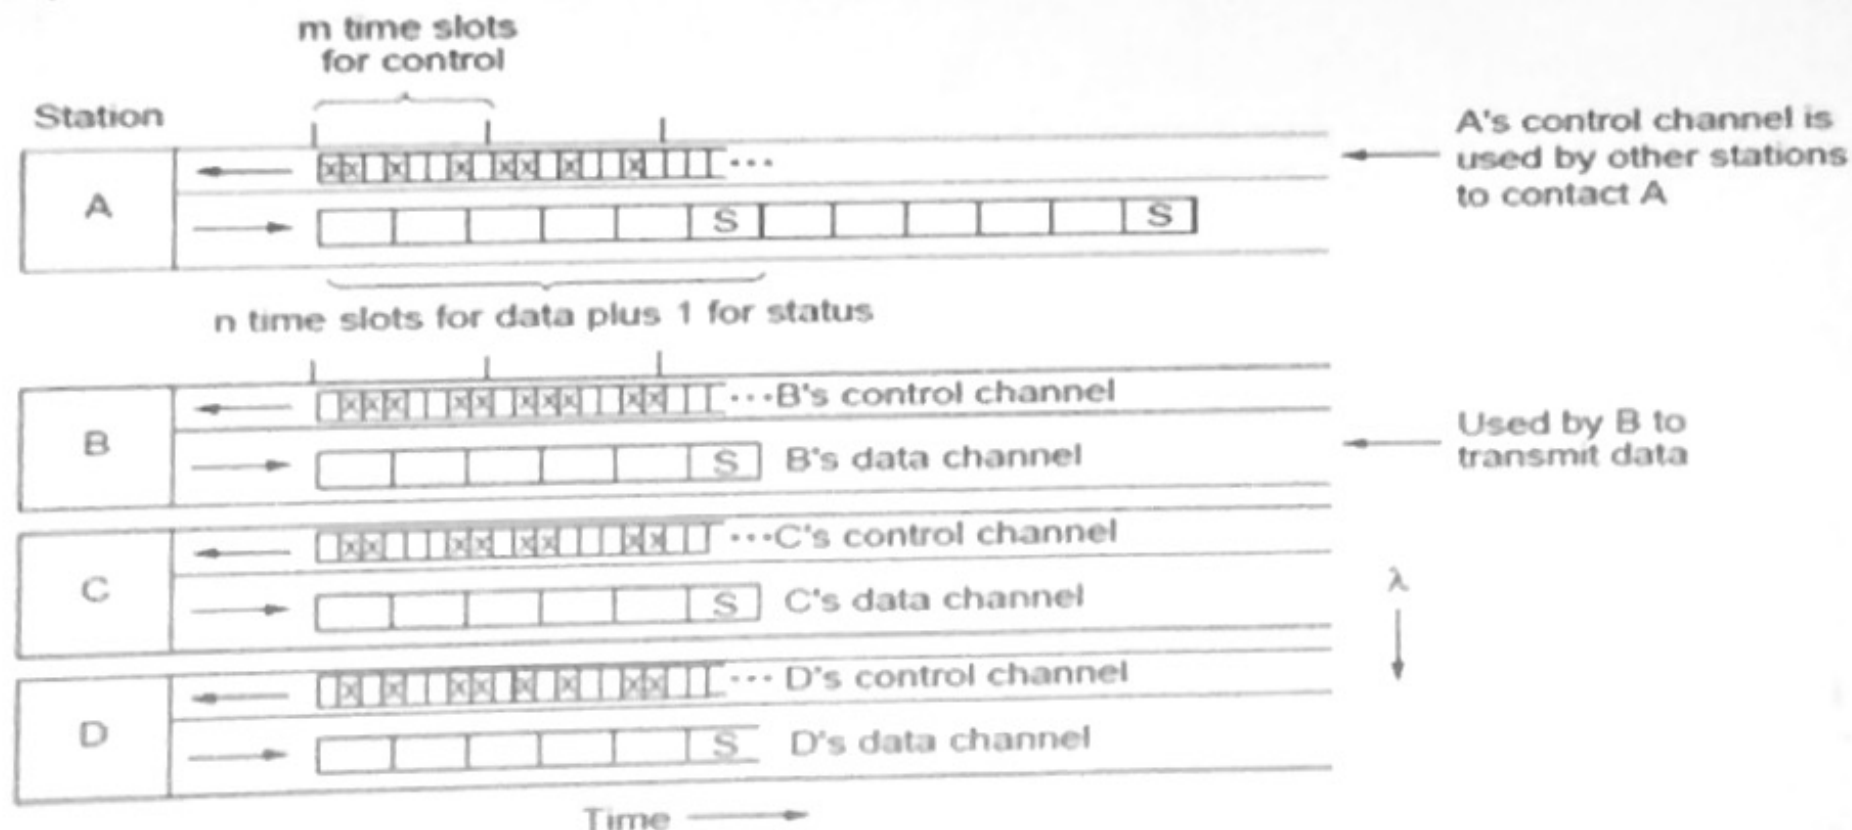 m time slots
for control
Station
A's control channel is
used by other stations
to contact A
A
x x x x x x x x ...
S S
n time slots for data plus 1 for status
B
x x x x x x x x x x ...B's control channel
S B's data channel
Used by B to
transmit data
C
x x x x x x x x ...C's control channel
S C's data channel
λ
D
x x x x x x x x ... D's control channel
S D's data channel
Time